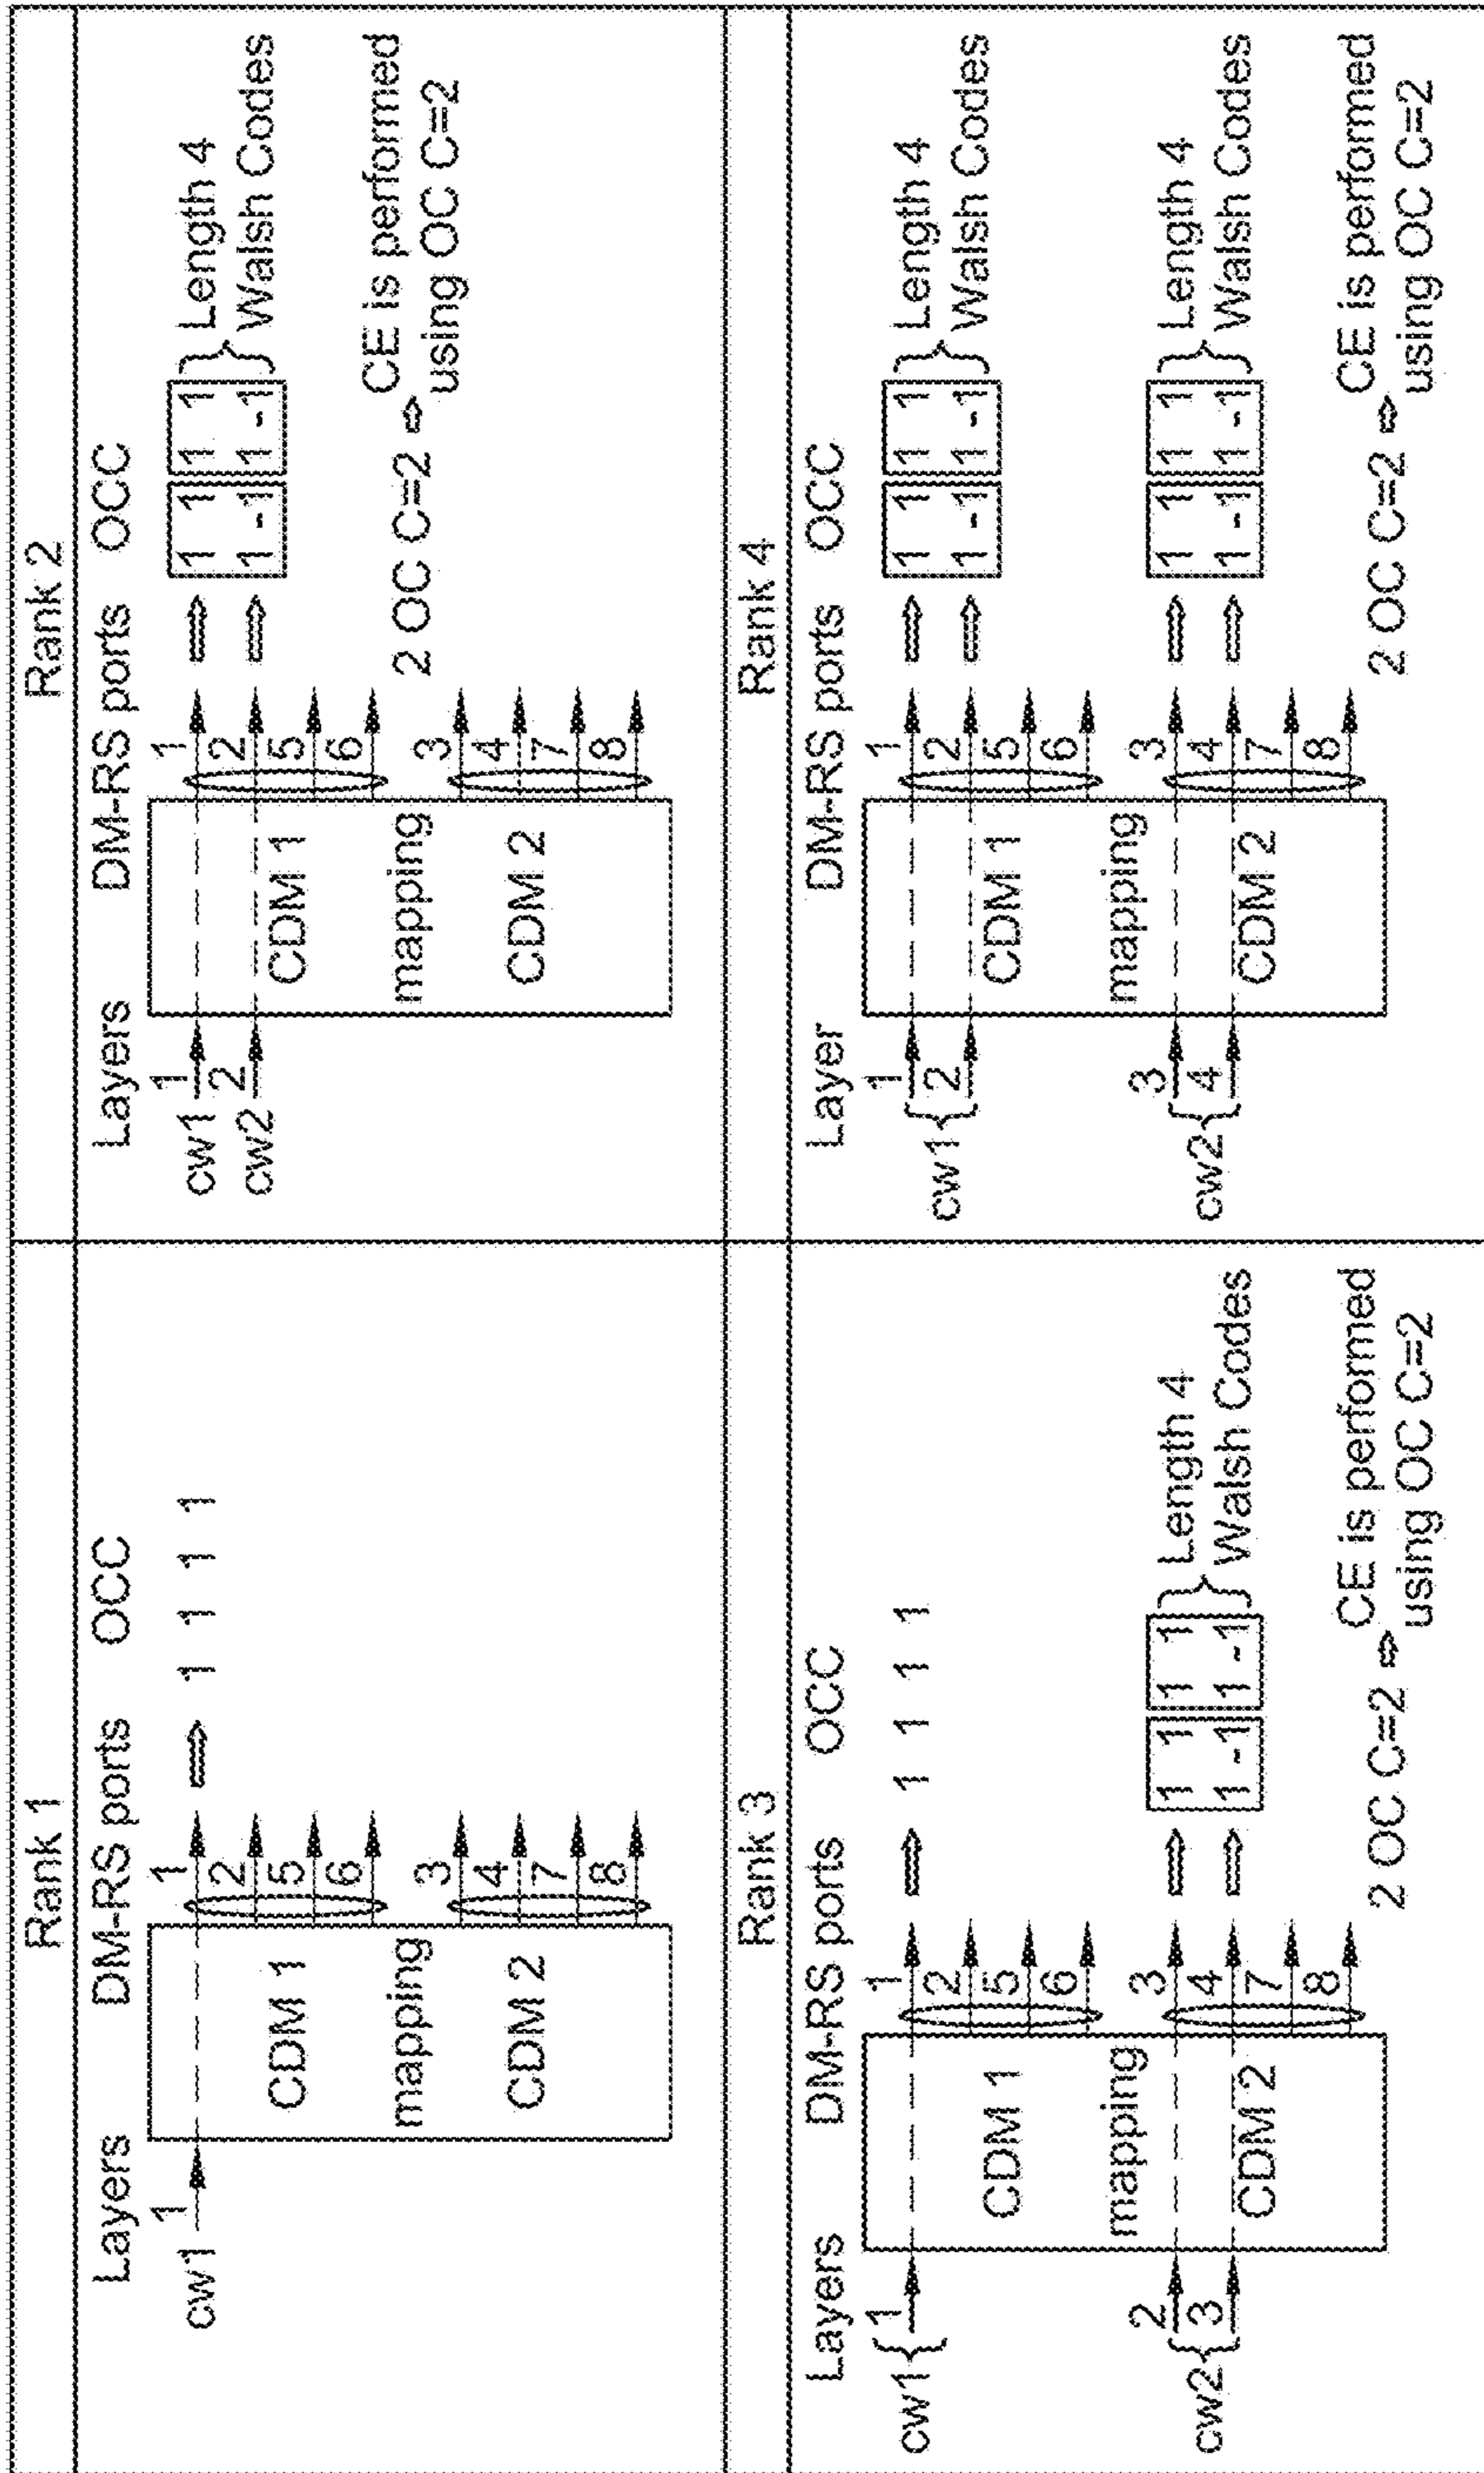 Rank 1
Layers DM-RS ports OCC
cw1 1
1
2
5
6
3
4
7
8
CDM 1
mapping
CDM 2
1 1 1 1
Rank 2
Layers DM-RS ports OCC
cw1 1
cw2 2
1
2
5
6
3
4
7
8
CDM 1
mapping
CDM 2
1 1 1 1
1 -1 1 -1
Length 4
Walsh Codes
2 OC C=2 ⇨ CE is performed
using OC C=2
Rank 3
Layers DM-RS ports OCC
cw1 1
cw2 2
3
1
2
5
6
3
4
7
8
CDM 1
mapping
CDM 2
1 1 1 1
1 1 1 1
1 -1 1 -1
Length 4
Walsh Codes
2 OC C=2 ⇨ CE is performed
using OC C=2
Rank 4
Layer DM-RS ports OCC
cw1 1
2
cw2 3
4
1
2
5
6
3
4
7
8
CDM 1
mapping
CDM 2
1 1 1 1
1 -1 1 -1
Length 4
Walsh Codes
1 1 1 1
1 -1 1 -1
Length 4
Walsh Codes
2 OC C=2 ⇨ CE is performed
using OC C=2